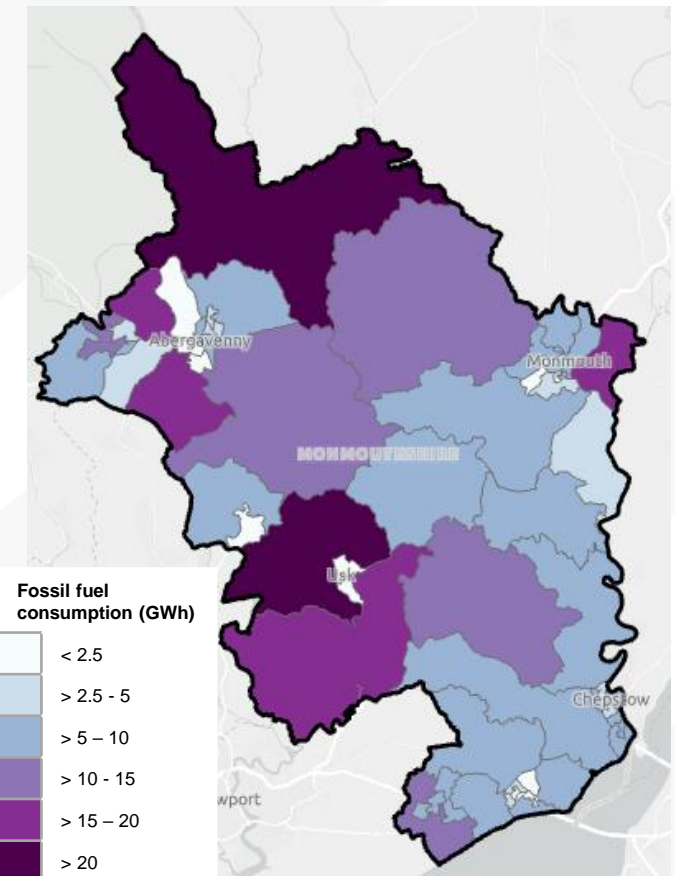 Abergavenny
Monmouth
MONMOUTHSHIRE
Usk
Chepstow
wport
Fossil fuel
consumption (GWh)
< 2.5
> 2.5 - 5
> 5 – 10
> 10 - 15
> 15 – 20
> 20